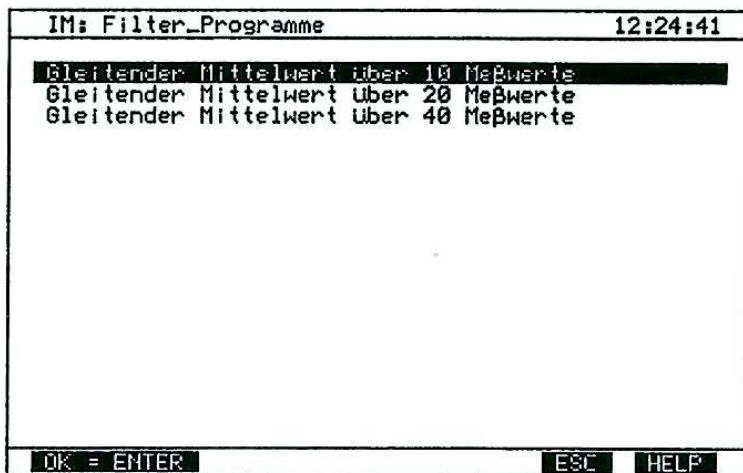 IM: Filter_Programme 12:24:41
Gleitender Mittelwert über 10 Meßwerte
Gleitender Mittelwert über 20 Meßwerte
Gleitender Mittelwert über 40 Meßwerte
OK = ENTER ESC HELP